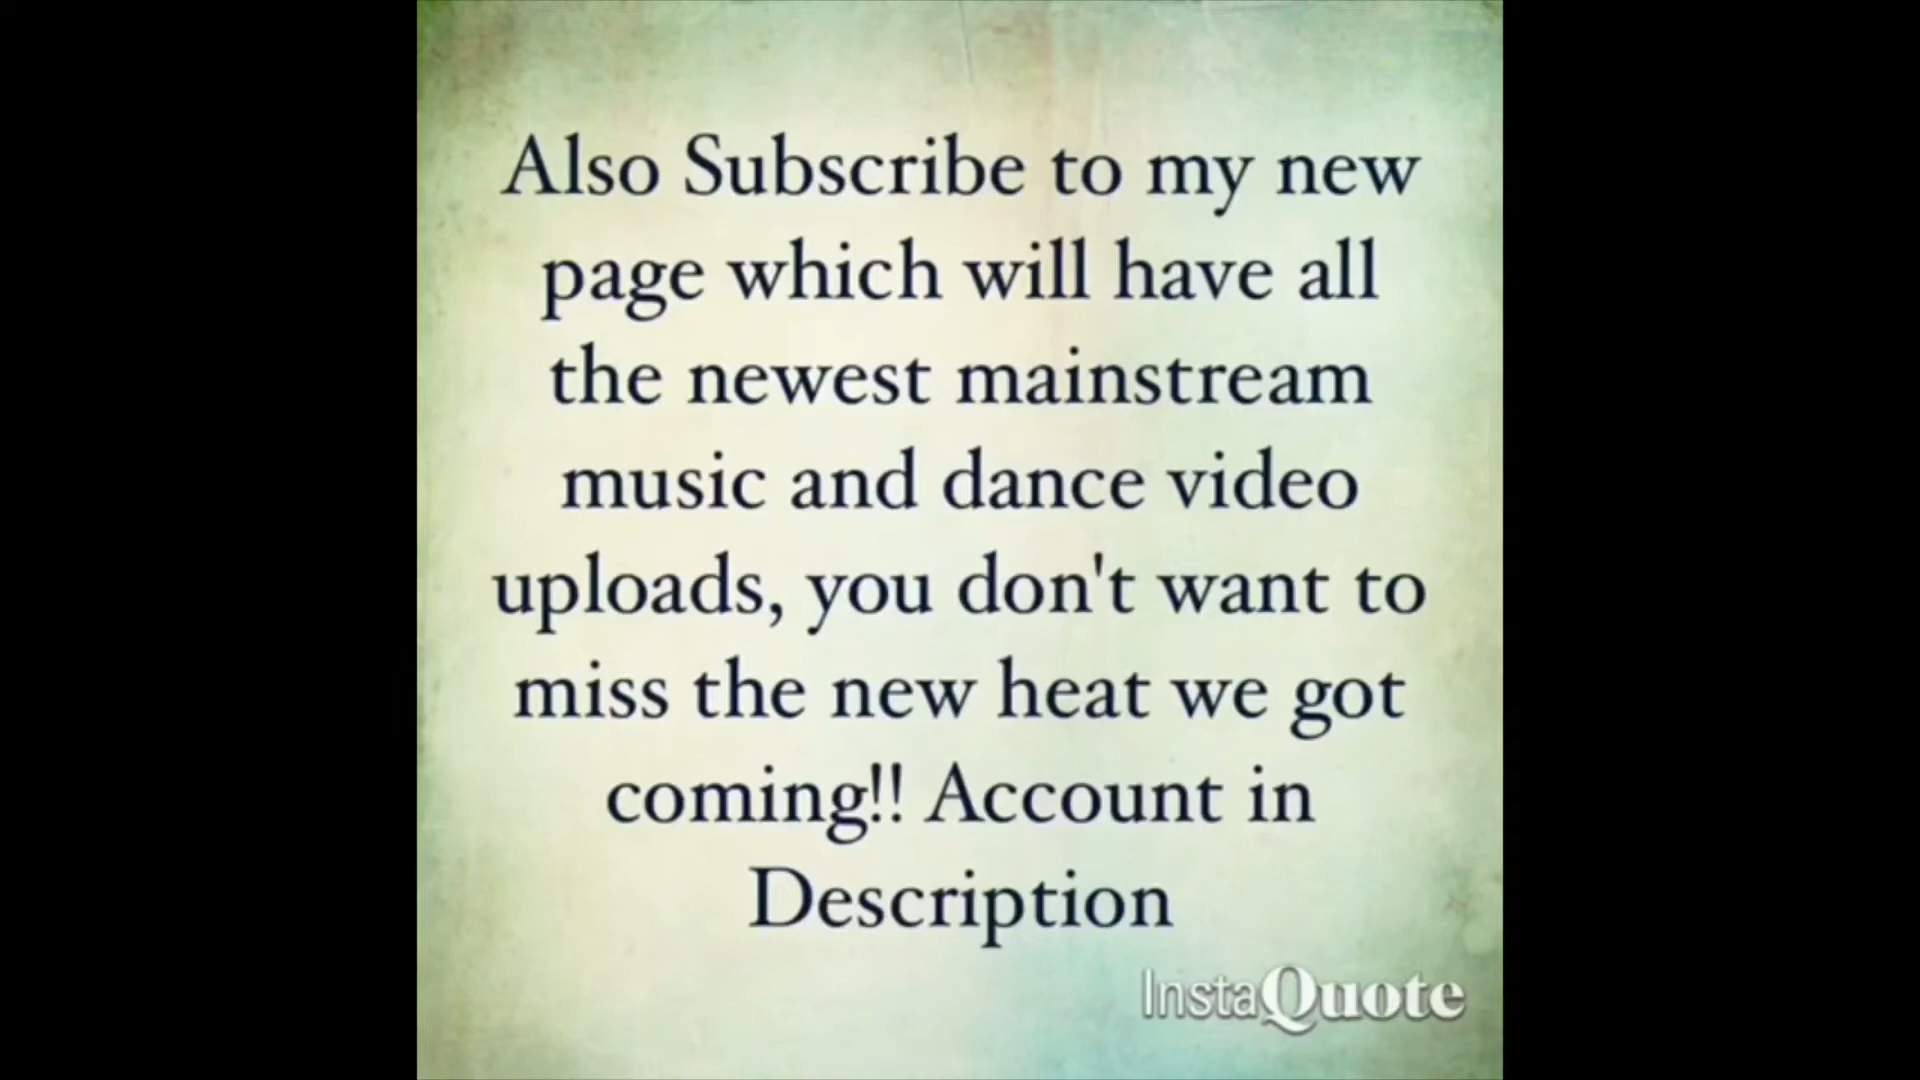 Also Subscribe to my new
page which will have all
the newest mainstream
music and dance video
uploads, you don't want to
miss the new heat we got
coming!! Account in
Description
InstaQuote